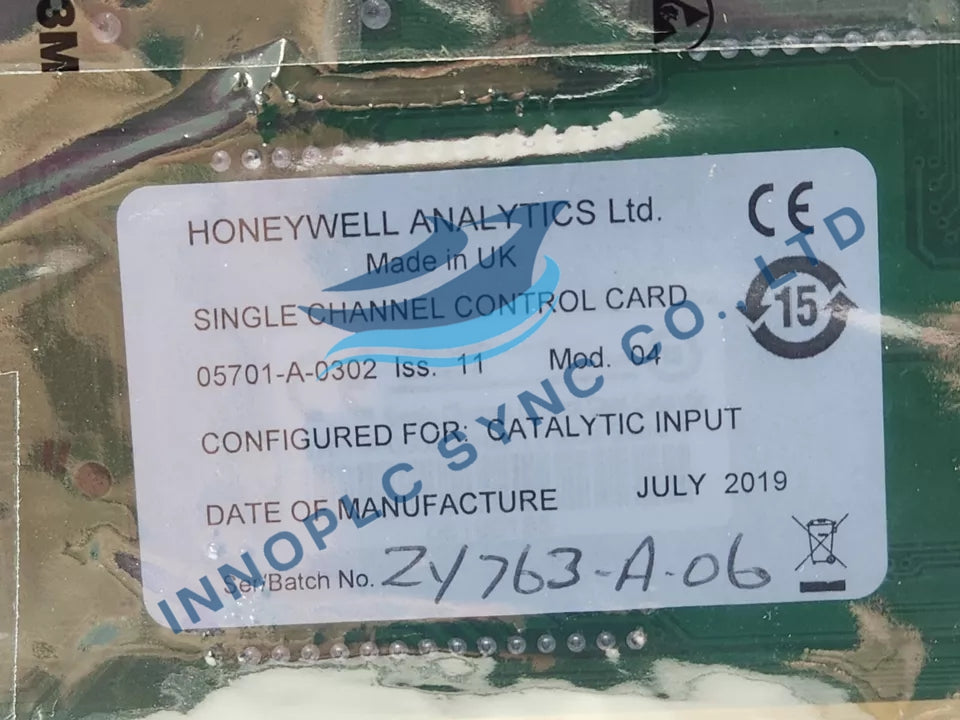 3M
HONEYWELL ANALYTICS Ltd.
Made in UK
SINGLE CHANNEL CONTROL CARD
05701-A-0302 Iss. 11 Mod. 04
CONFIGURED FOR: CATALYTIC INPUT
DATE OF MANUFACTURE JULY 2019
Ser/Batch No. ZY763-A-06
CE
15
INNOPLC SYNC CO.,LTD